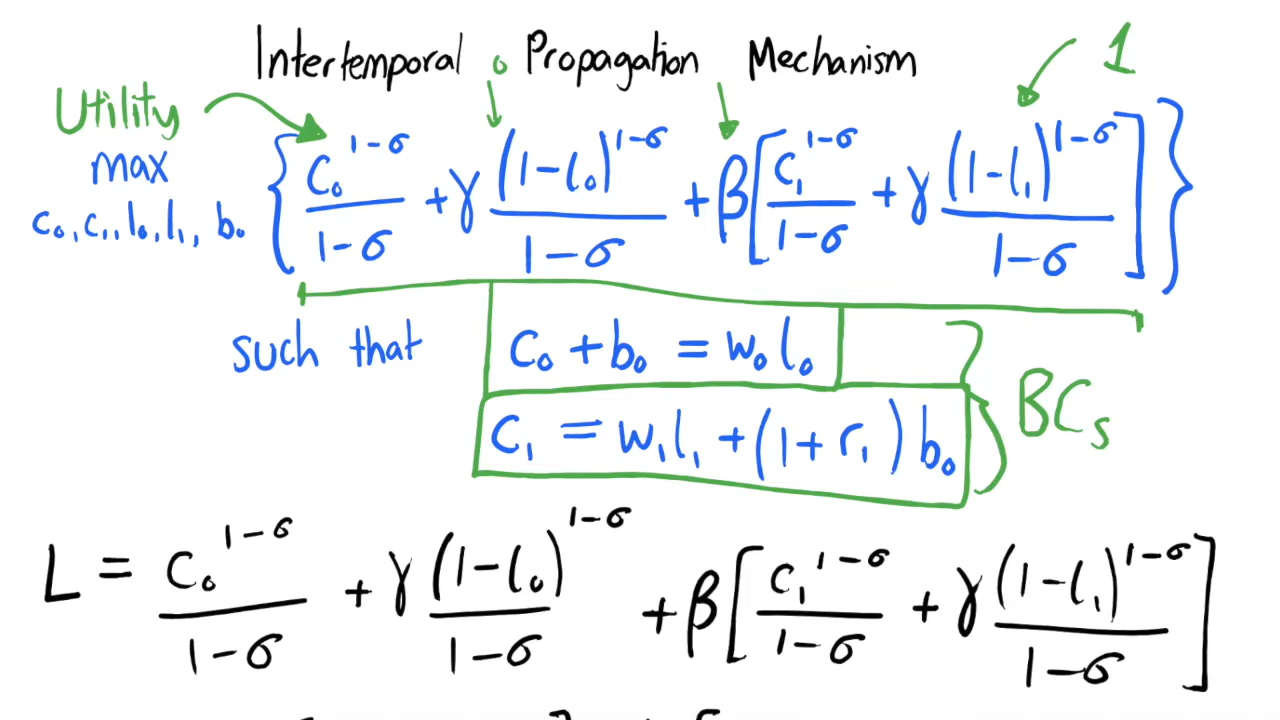 Intertemporal Propagation Mechanism
1
Utility
max
c₀, c₁, l₀, l₁, b₀ { c₀^(1-σ)/(1-σ) + γ (1-l₀)^(1-σ)/(1-σ) + β[ c₁^(1-σ)/(1-σ) + γ (1-l₁)^(1-σ)/(1-σ) ] }
such that c₀ + b₀ = w₀l₀
c₁ = w₁l₁ + (1+r₁)b₀
BCs
L = c₀^(1-σ)/(1-σ) + γ (1-l₀)^(1-σ)/(1-σ) + β[ c₁^(1-σ)/(1-σ) + γ (1-l₁)^(1-σ)/(1-σ) ]